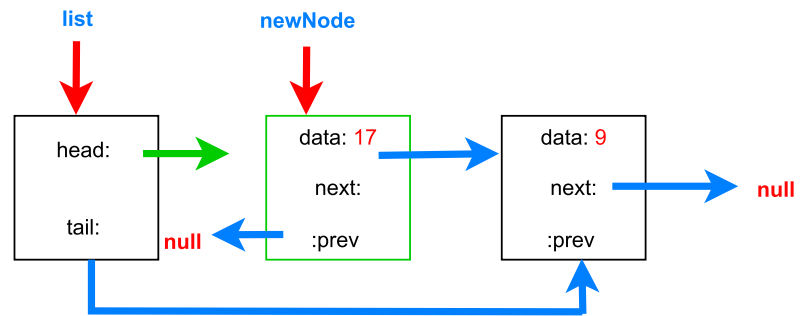 list
newNode
head:
tail:
null
data: 17
next:
:prev
data: 9
next:
:prev
null